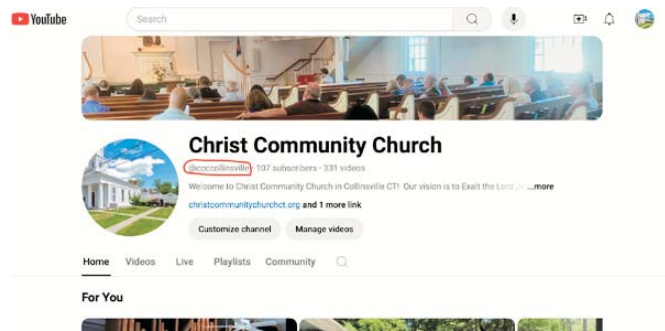 YouTube
Search
Christ Community Church
@cccollinsville · 107 subscribers · 331 videos
Welcome to Christ Community Church in Collinsville CT! Our vision is to Exalt the Lord Je ...more
christcommunitychurchct.org and 1 more link
Customize channel
Manage videos
Home Videos Live Playlists Community
For You